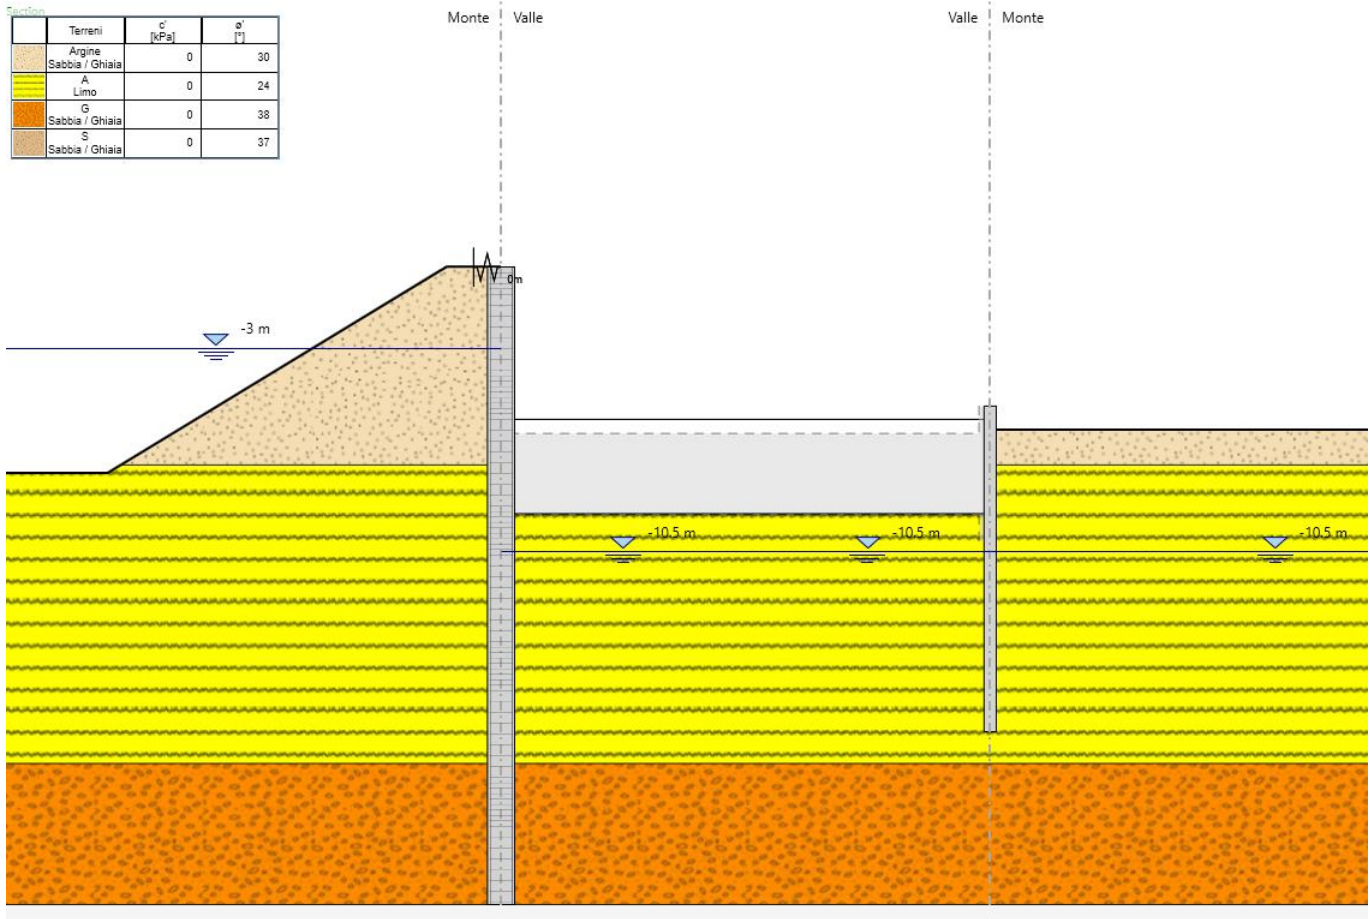 Section
Monte Valle Valle Monte
Terreni c' [kPa] ø' [°]
Argine
Sabbia / Ghiaia 0 30
A
Limo 0 24
G
Sabbia / Ghiaia 0 38
S
Sabbia / Ghiaia 0 37
0m
-3 m
-10.5 m -10.5 m -10.5 m